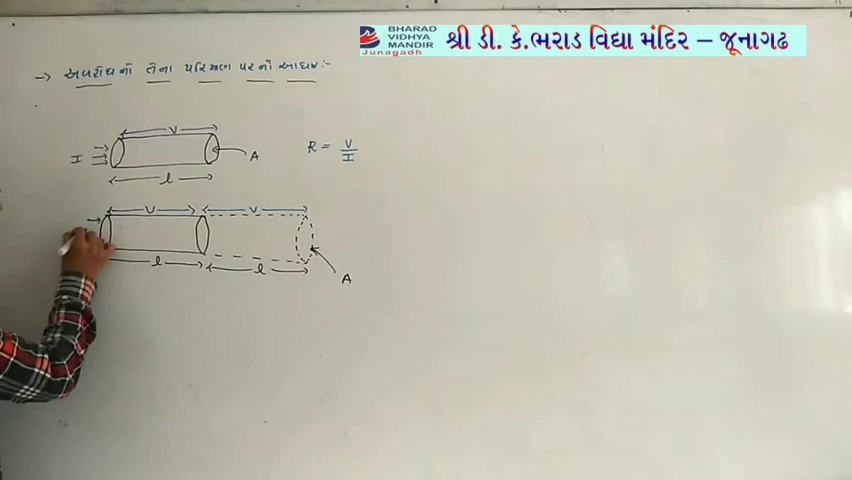 BHARAD
VIDHYA
MANDIR
Junagadh
શ્રી ડી. કે.ભરાડ વિદ્યા મંદિર – જૂનાગઢ
→ અવરોધનો તેના પરિમાણ પરનો આધાર:-
V
I
A
R = V/I
l
V V
l l
A